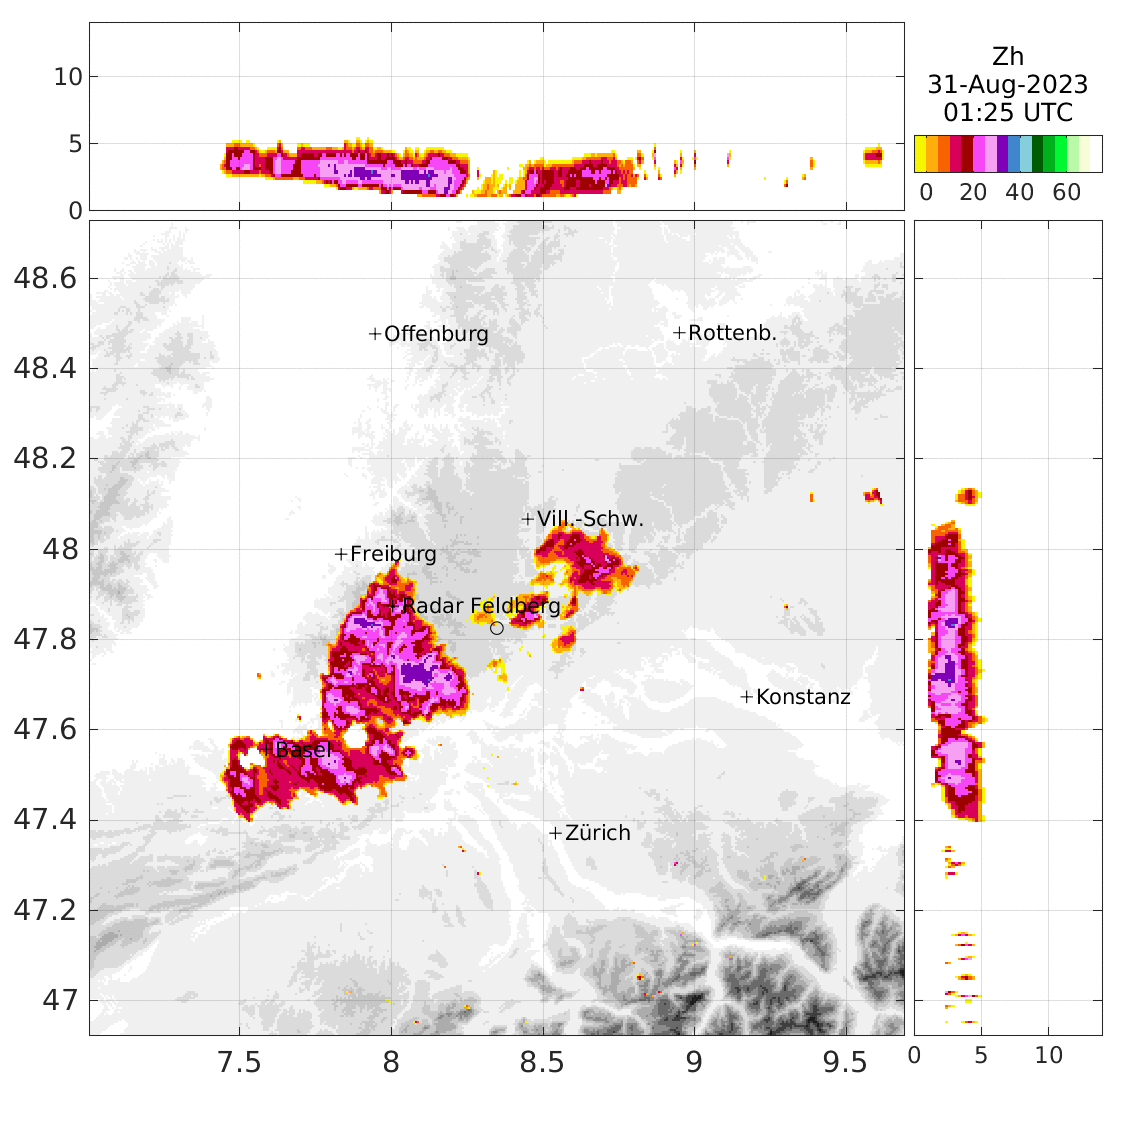 10
5
0
Zh
31-Aug-2023
01:25 UTC
0 20 40 60
48.6
48.4
48.2
48
47.8
47.6
47.4
47.2
47
Offenburg
Rottenb.
Vill.-Schw.
Freiburg
Radar Feldberg
Konstanz
Basel
Zürich
7.5 8 8.5 9 9.5
0 5 10